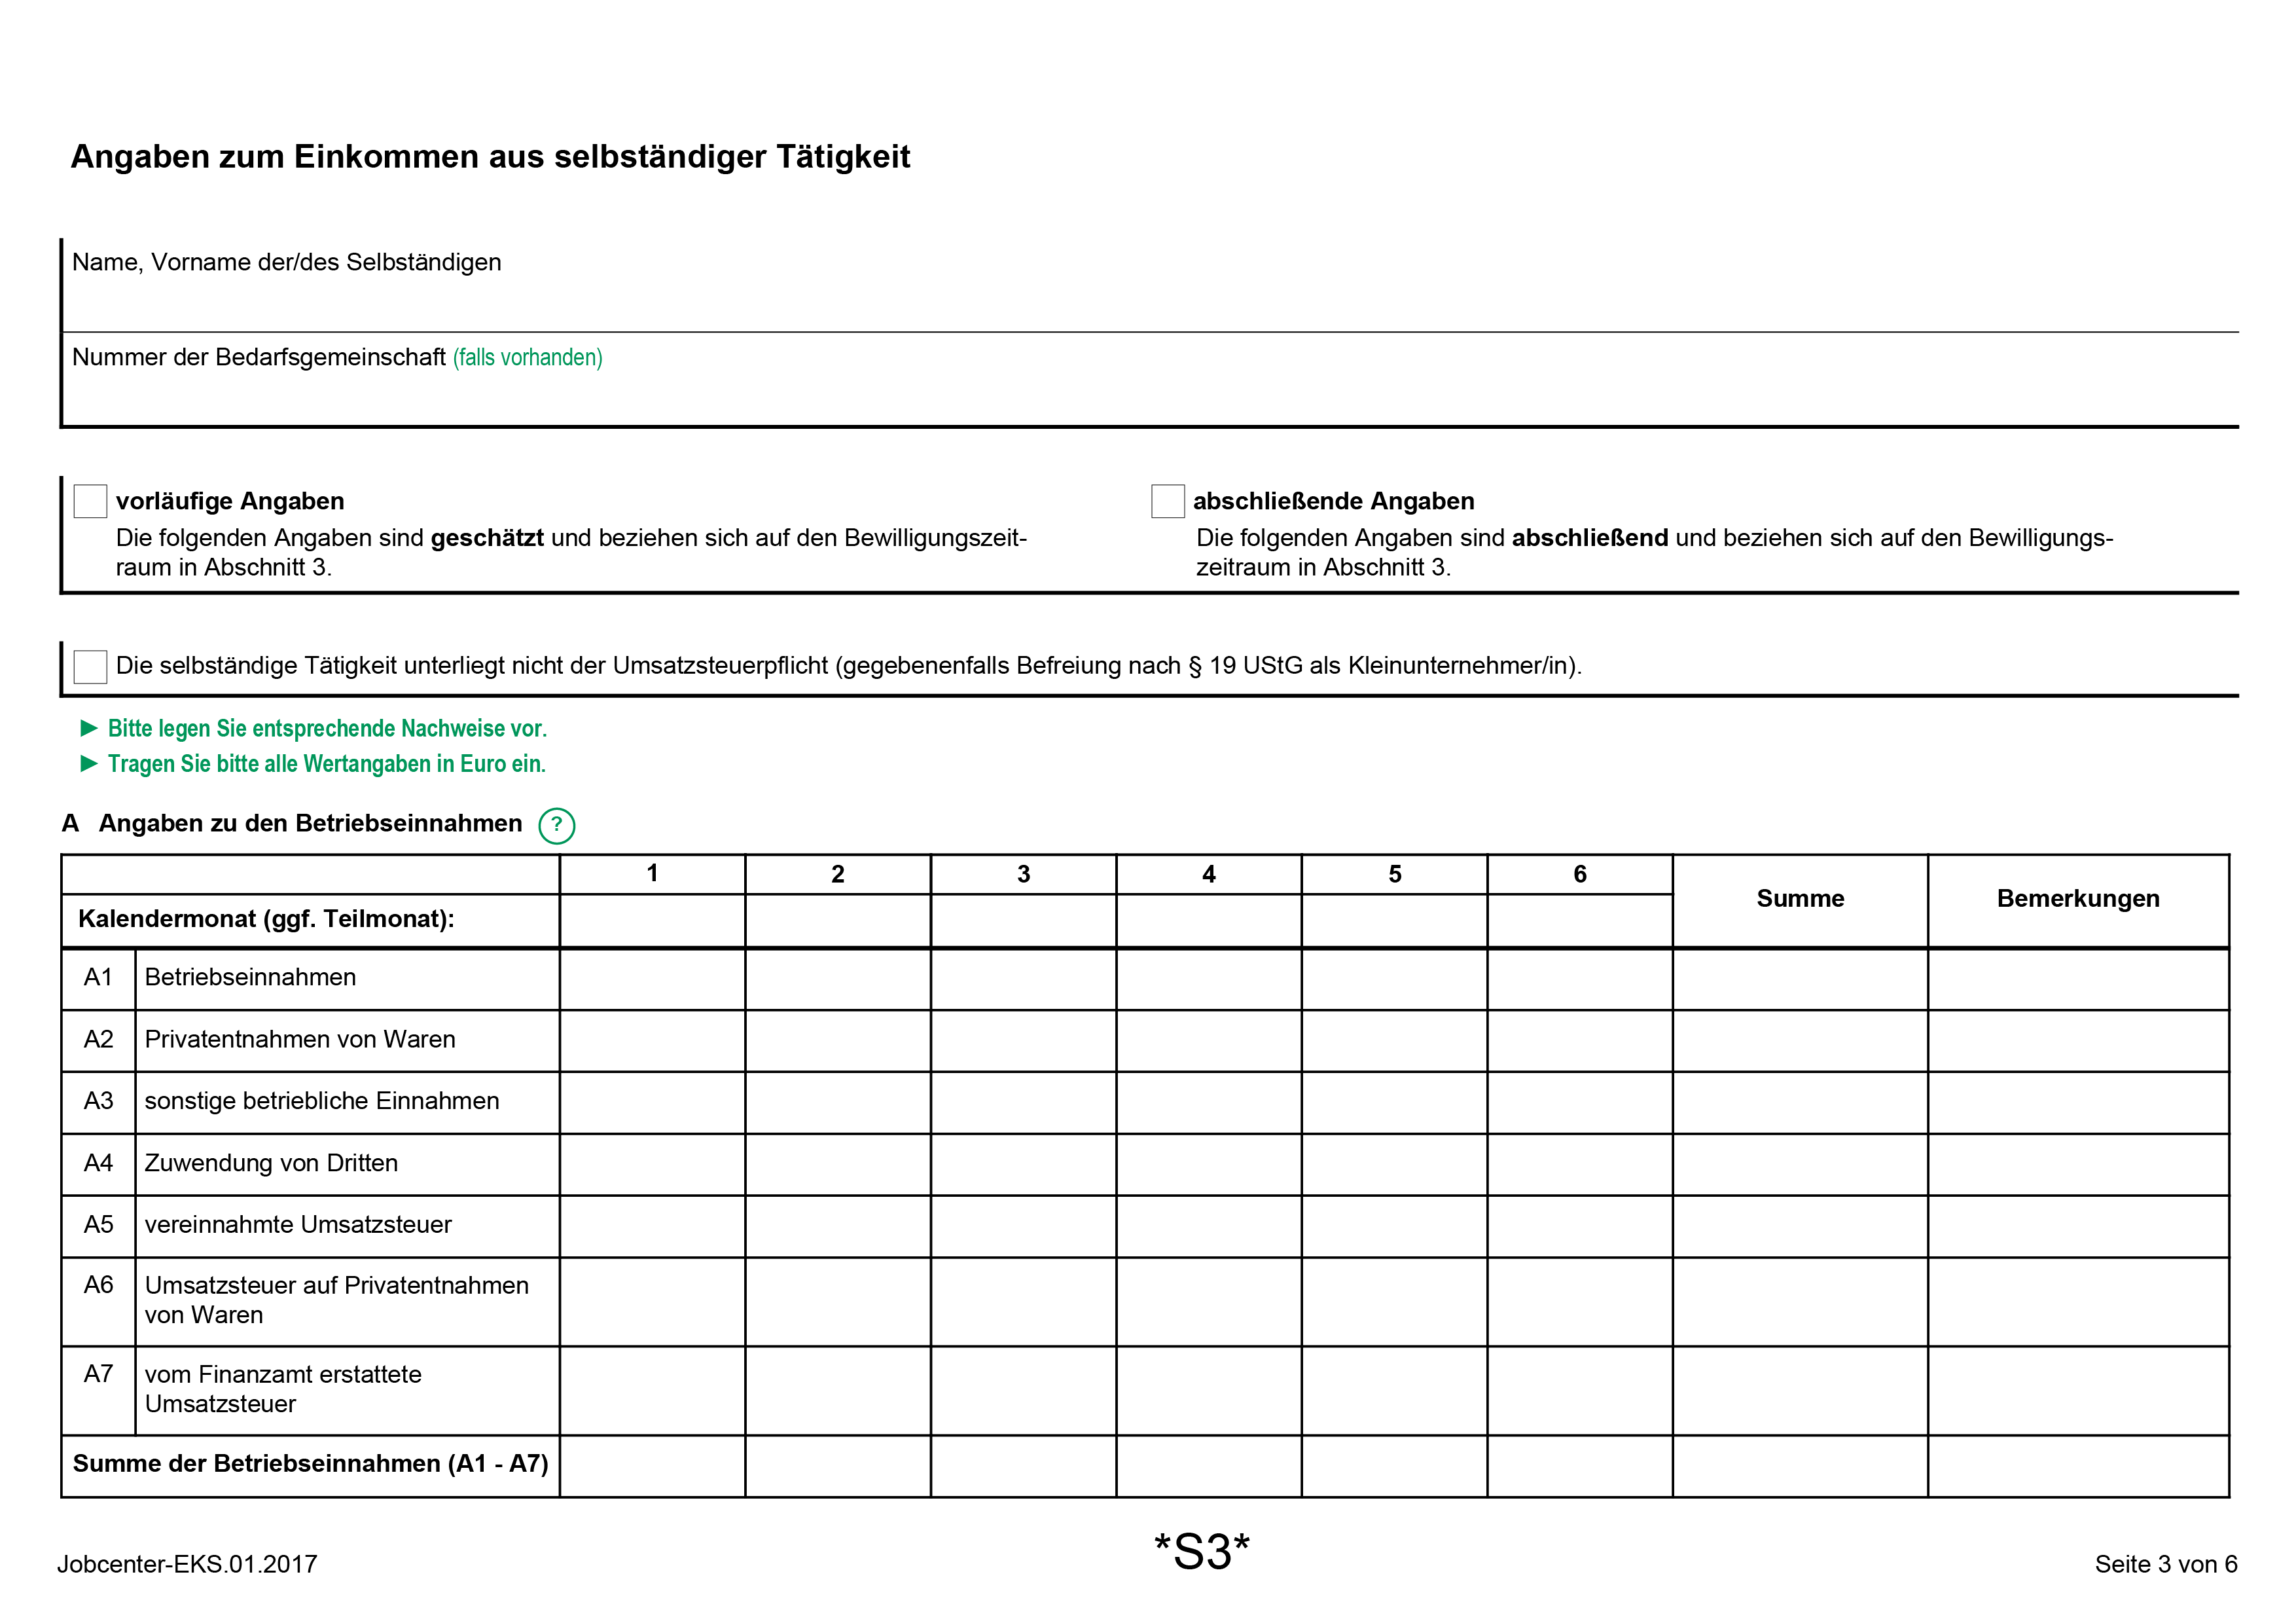 Angaben zum Einkommen aus selbständiger Tätigkeit
Name, Vorname der/des Selbständigen
Nummer der Bedarfsgemeinschaft (falls vorhanden)
vorläufige Angaben
Die folgenden Angaben sind geschätzt und beziehen sich auf den Bewilligungszeit-
raum in Abschnitt 3.
abschließende Angaben
Die folgenden Angaben sind abschließend und beziehen sich auf den Bewilligungs-
zeitraum in Abschnitt 3.
Die selbständige Tätigkeit unterliegt nicht der Umsatzsteuerpflicht (gegebenenfalls Befreiung nach § 19 UStG als Kleinunternehmer/in).
► Bitte legen Sie entsprechende Nachweise vor.
► Tragen Sie bitte alle Wertangaben in Euro ein.
A Angaben zu den Betriebseinnahmen ?
1 2 3 4 5 6 Summe Bemerkungen
Kalendermonat (ggf. Teilmonat):
A1 Betriebseinnahmen
A2 Privatentnahmen von Waren
A3 sonstige betriebliche Einnahmen
A4 Zuwendung von Dritten
A5 vereinnahmte Umsatzsteuer
A6 Umsatzsteuer auf Privatentnahmen
von Waren
A7 vom Finanzamt erstattete
Umsatzsteuer
Summe der Betriebseinnahmen (A1 - A7)
Jobcenter-EKS.01.2017 *S3* Seite 3 von 6